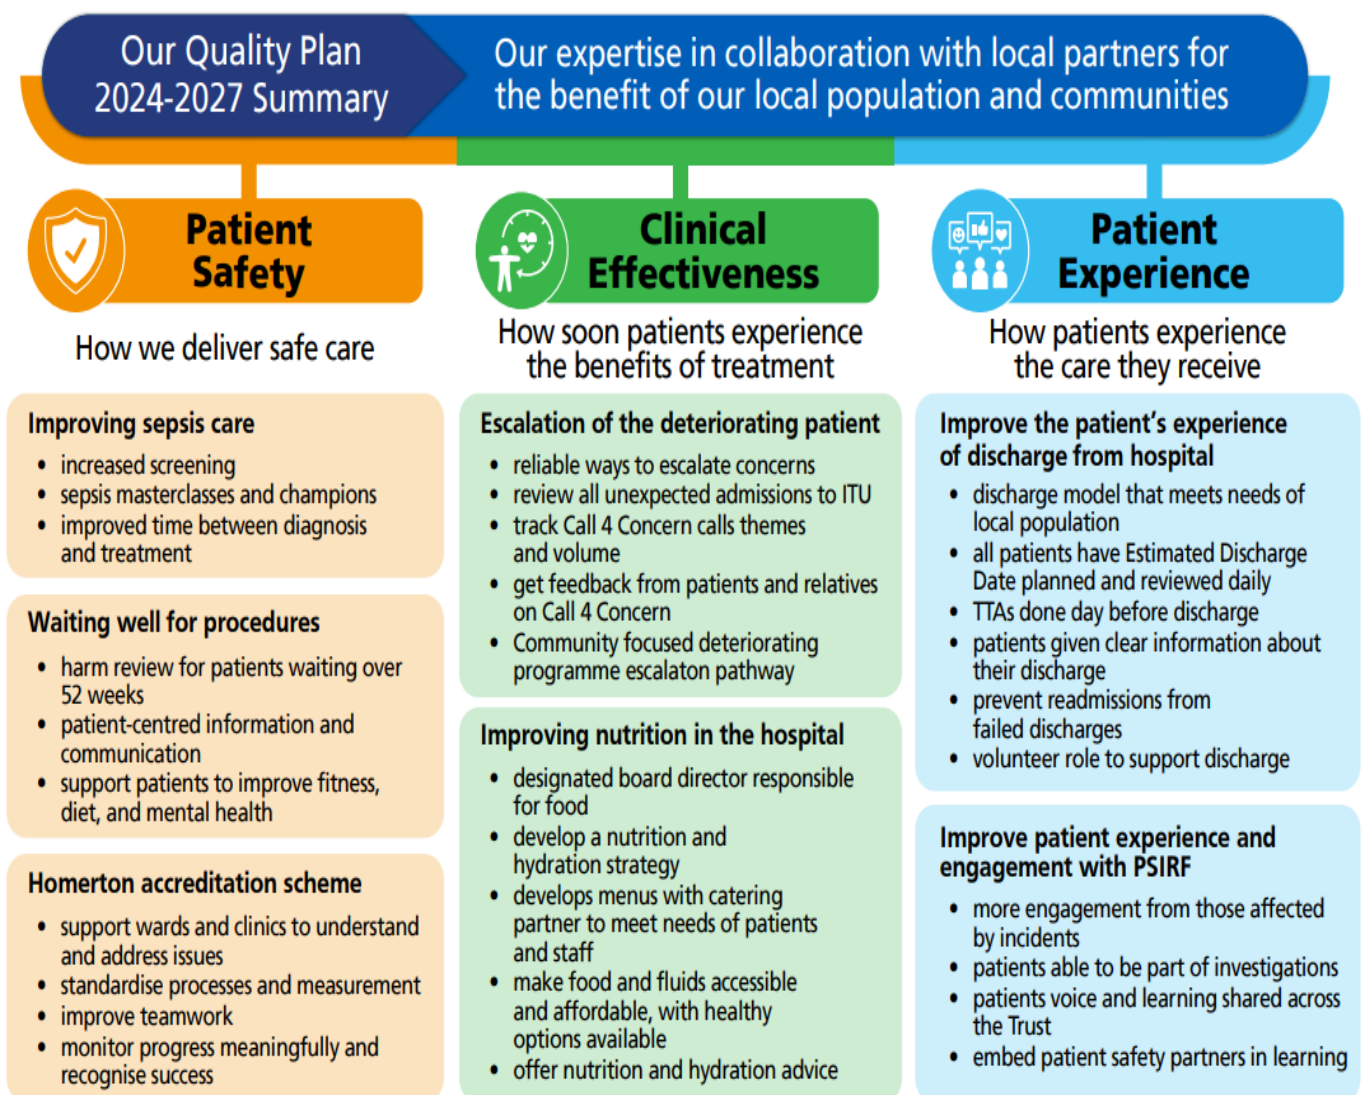 Our Quality Plan
2024-2027 Summary
Our expertise in collaboration with local partners for
the benefit of our local population and communities
Patient
Safety
How we deliver safe care
Improving sepsis care
• increased screening
• sepsis masterclasses and champions
• improved time between diagnosis
and treatment
Waiting well for procedures
• harm review for patients waiting over
52 weeks
• patient-centred information and
communication
• support patients to improve fitness,
diet, and mental health
Homerton accreditation scheme
• support wards and clinics to understand
and address issues
• standardise processes and measurement
• improve teamwork
• monitor progress meaningfully and
recognise success
Clinical
Effectiveness
How soon patients experience
the benefits of treatment
Escalation of the deteriorating patient
• reliable ways to escalate concerns
• review all unexpected admissions to ITU
• track Call 4 Concern calls themes
and volume
• get feedback from patients and relatives
on Call 4 Concern
• Community focused deteriorating
programme escalaton pathway
Improving nutrition in the hospital
• designated board director responsible
for food
• develop a nutrition and
hydration strategy
• develops menus with catering
partner to meet needs of patients
and staff
• make food and fluids accessible
and affordable, with healthy
options available
• offer nutrition and hydration advice
Patient
Experience
How patients experience
the care they receive
Improve the patient's experience
of discharge from hospital
• discharge model that meets needs of
local population
• all patients have Estimated Discharge
Date planned and reviewed daily
• TTAs done day before discharge
• patients given clear information about
their discharge
• prevent readmissions from
failed discharges
• volunteer role to support discharge
Improve patient experience and
engagement with PSIRF
• more engagement from those affected
by incidents
• patients able to be part of investigations
• patients voice and learning shared across
the Trust
• embed patient safety partners in learning